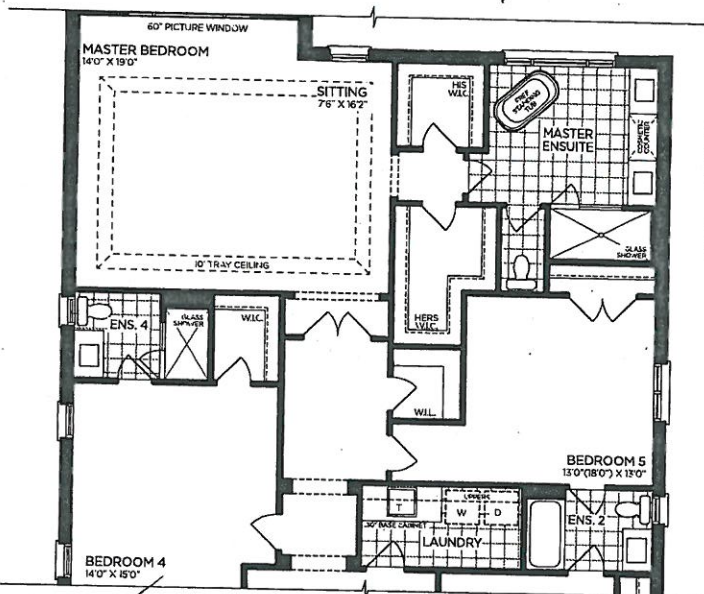 60" PICTURE WINDOW
MASTER BEDROOM
14'0" X 19'0"
SITTING
7'6" X 16'2"
HIS
W.I.C.
FREE
STANDING
TUB
MASTER
ENSUITE
COSMETIC
COUNTER
10' TRAY CEILING
GLASS
SHOWER
ENS. 4
GLASS
SHOWER
W.I.C.
HERS
W.I.C.
W.I.L.
BEDROOM 5
13'0"(18'0") X 13'0"
UPPERS
T
W
D
30" BASE CABINET
LAUNDRY
ENS. 2
BEDROOM 4
14'0" X 15'0"